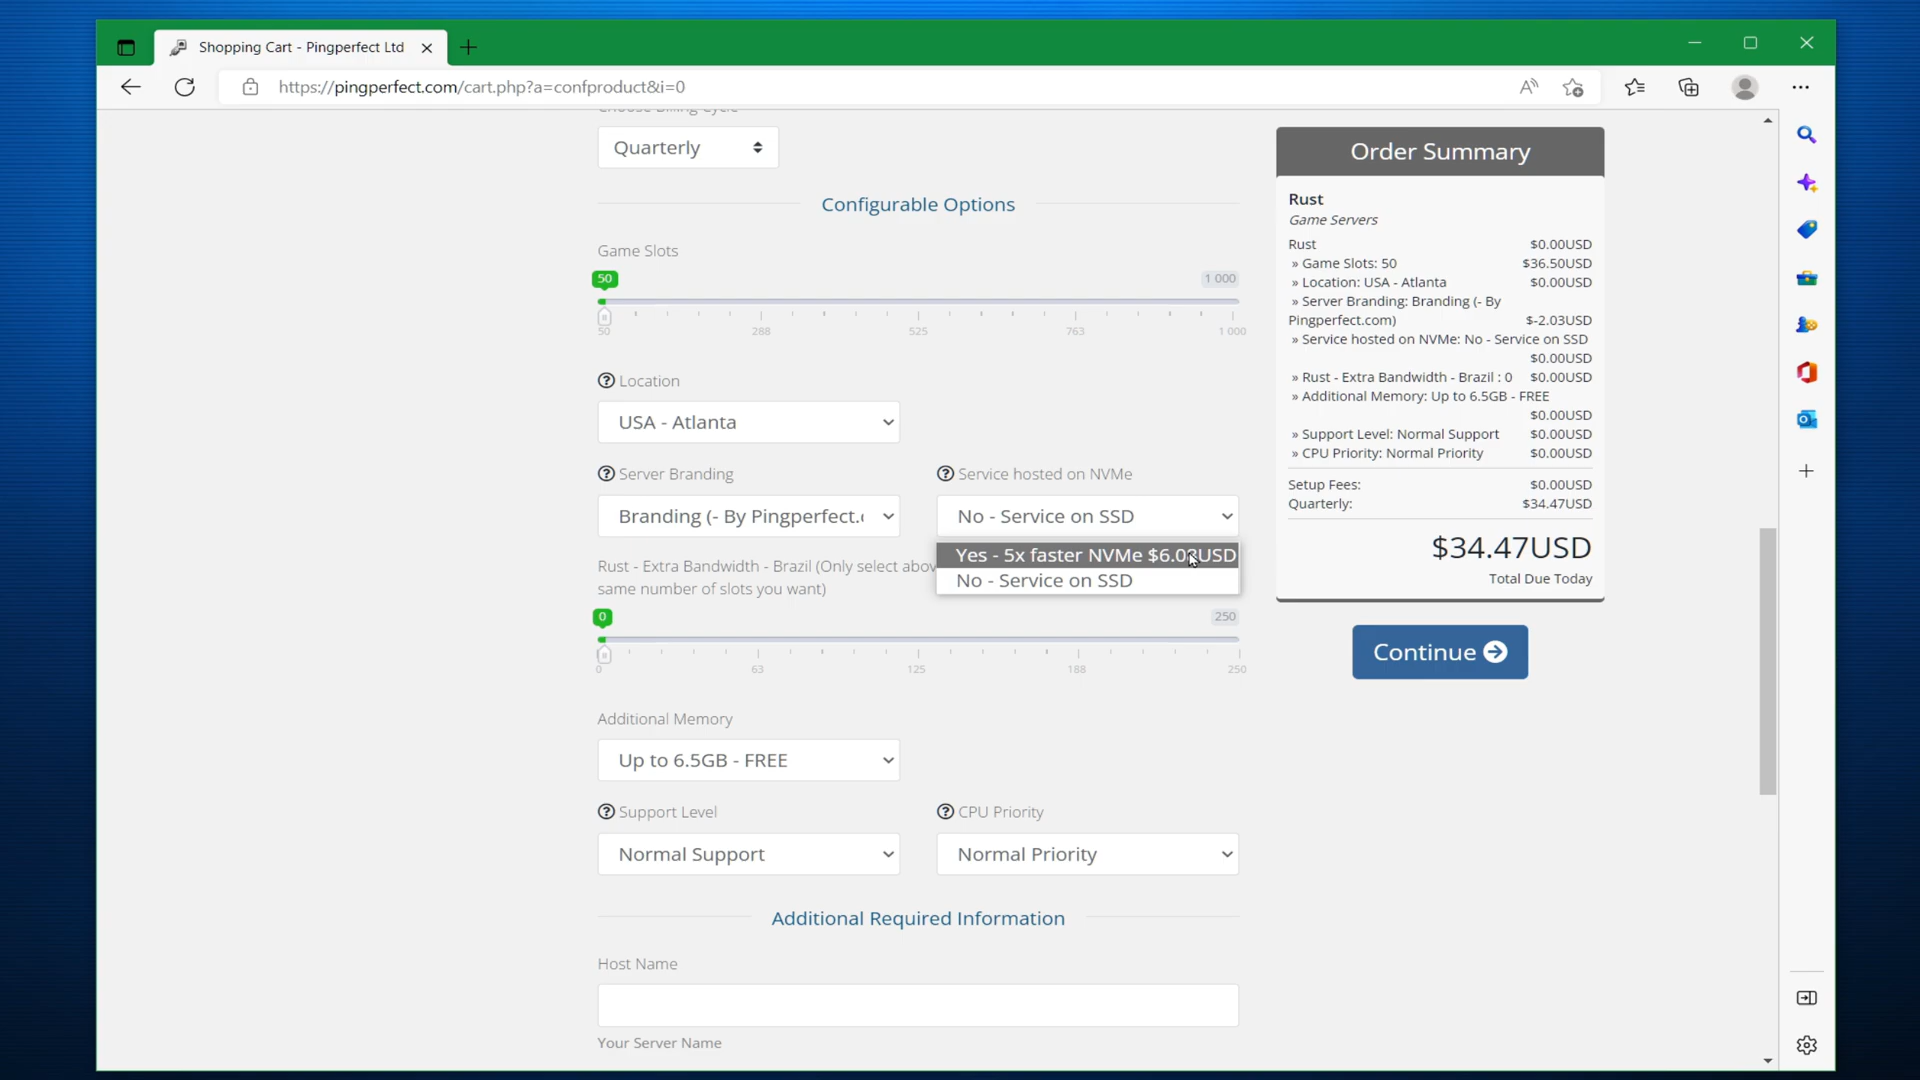 Shopping Cart - Pingperfect Ltd
https://pingperfect.com/cart.php?a=confproduct&i=0
Choose Billing Cycle
Quarterly
Configurable Options
Game Slots
50
1 000
50 288 525 763 1 000
Location
USA - Atlanta
Server Branding
Service hosted on NVMe
Branding (- By Pingperfect.
No - Service on SSD
Yes - 5x faster NVMe
No - Service on SSD
Rust - Extra Bandwidth - Brazil (Only select
same number of slots you want)
0
250
0 63 125 188 250
Additional Memory
Up to 6.5GB - FREE
Support Level
CPU Priority
Normal Support
Normal Priority
Additional Required Information
Host Name
Your Server Name
Order Summary
Rust
Game Servers
Rust $0.00USD
» Game Slots: 50 $36.50USD
» Location: USA - Atlanta $0.00USD
» Server Branding: Branding (- By
Pingperfect.com) $-2.03USD
» Service hosted on NVMe: No - Service on SSD
$0.00USD
» Rust - Extra Bandwidth - Brazil : 0 $0.00USD
» Additional Memory: Up to 6.5GB - FREE
$0.00USD
» Support Level: Normal Support $0.00USD
» CPU Priority: Normal Priority $0.00USD
Setup Fees: $0.00USD
Quarterly: $34.47USD
$34.47USD
Total Due Today
Continue